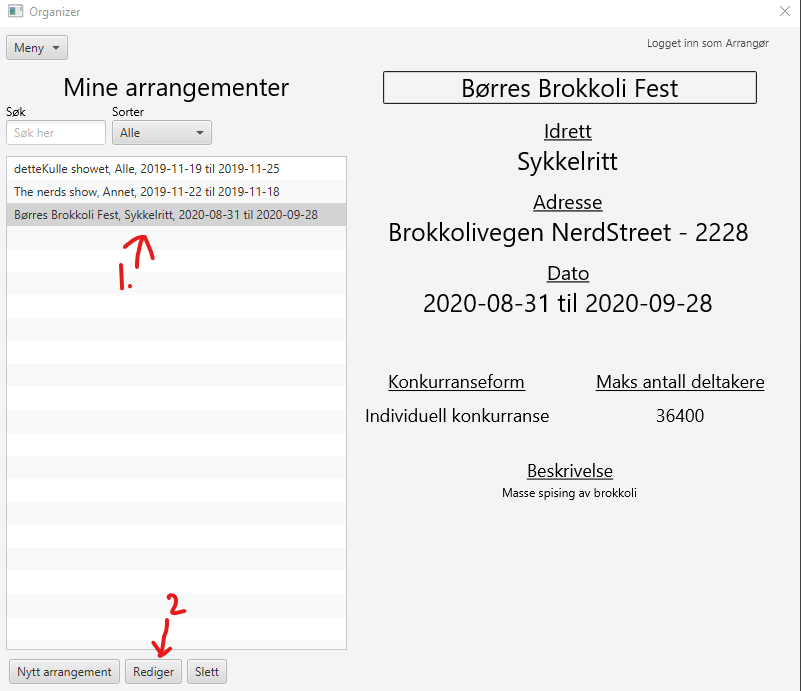 Organizer
Meny
Logget inn som Arrangør
Mine arrangementer
Søk
Sorter
Søk her
Alle
detteKulle showet, Alle, 2019-11-19 til 2019-11-25
The nerds show, Annet, 2019-11-22 til 2019-11-18
Børres Brokkoli Fest, Sykkelritt, 2020-08-31 til 2020-09-28
1.
2
Nytt arrangement
Rediger
Slett
Børres Brokkoli Fest
Idrett
Sykkelritt
Adresse
Brokkolivegen NerdStreet - 2228
Dato
2020-08-31 til 2020-09-28
Konkurranseform
Maks antall deltakere
Individuell konkurranse
36400
Beskrivelse
Masse spising av brokkoli